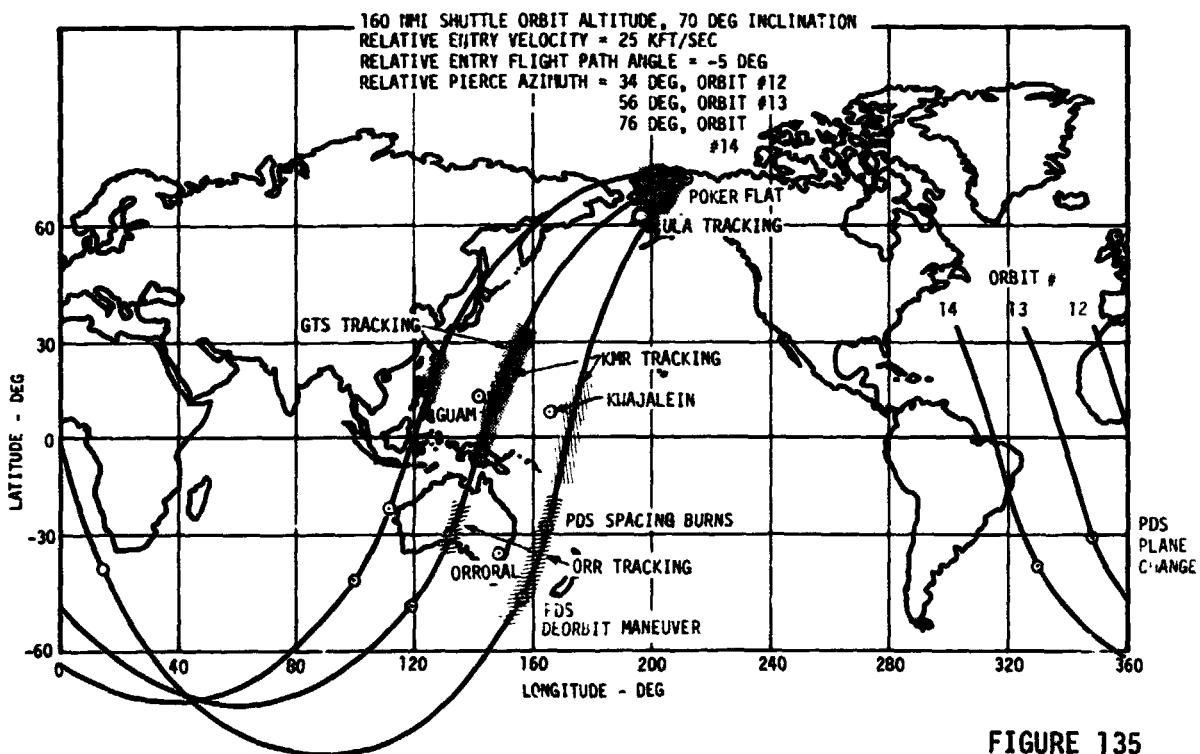 160 NMI SHUTTLE ORBIT ALTITUDE, 70 DEG INCLINATION
RELATIVE ENTRY VELOCITY = 25 KFT/SEC
RELATIVE ENTRY FLIGHT PATH ANGLE = -5 DEG
RELATIVE PIERCE AZIMUTH = 34 DEG, ORBIT #12
56 DEG, ORBIT #13
76 DEG, ORBIT
#14
POKER FLAT
ULA TRACKING
60
ORBIT #
14 13 12
GTS TRACKING
30
KMR TRACKING
KWAJALEIN
GUAM
0
LATITUDE - DEG
-30
PDS SPACING BURNS
PDS
PLANE
CHANGE
ORRORAL
ORR TRACKING
PDS
DEORBIT MANEUVER
-60
0 40 80 120 160 200 240 280 320 360
LONGITUDE - DEG
FIGURE 135